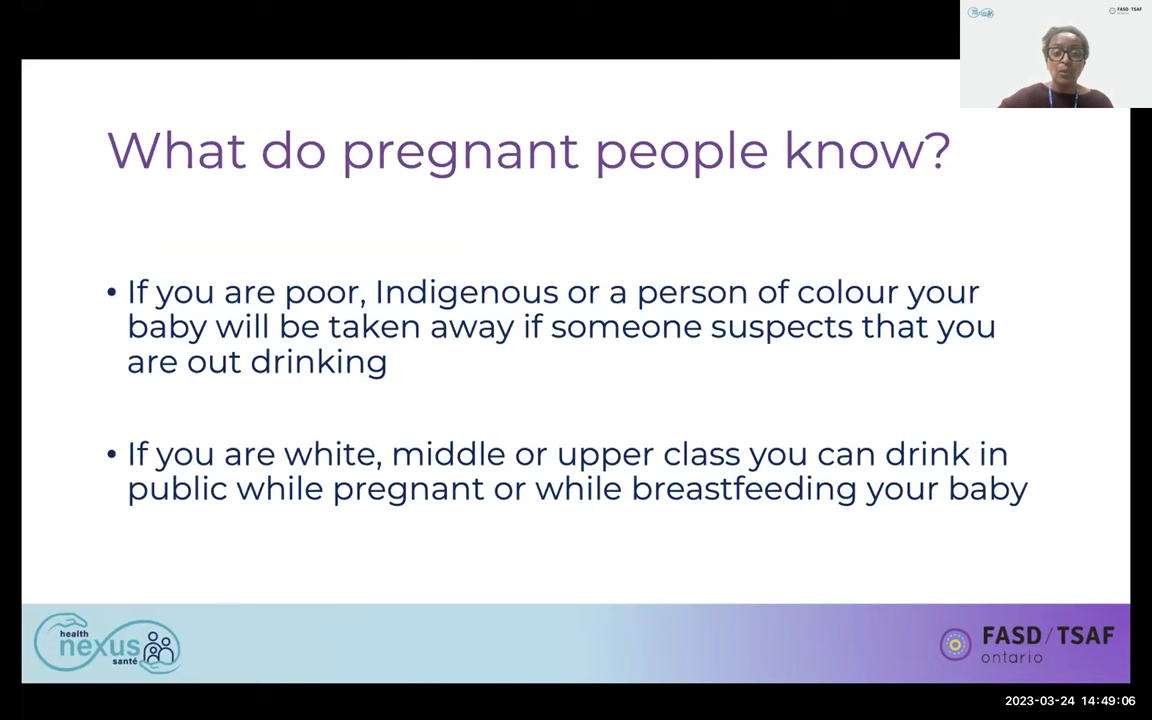 FASD / TSAF
What do pregnant people know?
• If you are poor, Indigenous or a person of colour your
baby will be taken away if someone suspects that you
are out drinking
• If you are white, middle or upper class you can drink in
public while pregnant or while breastfeeding your baby
health
nexus
santé
FASD / TSAF
ontario
2023-03-24 14:49:06